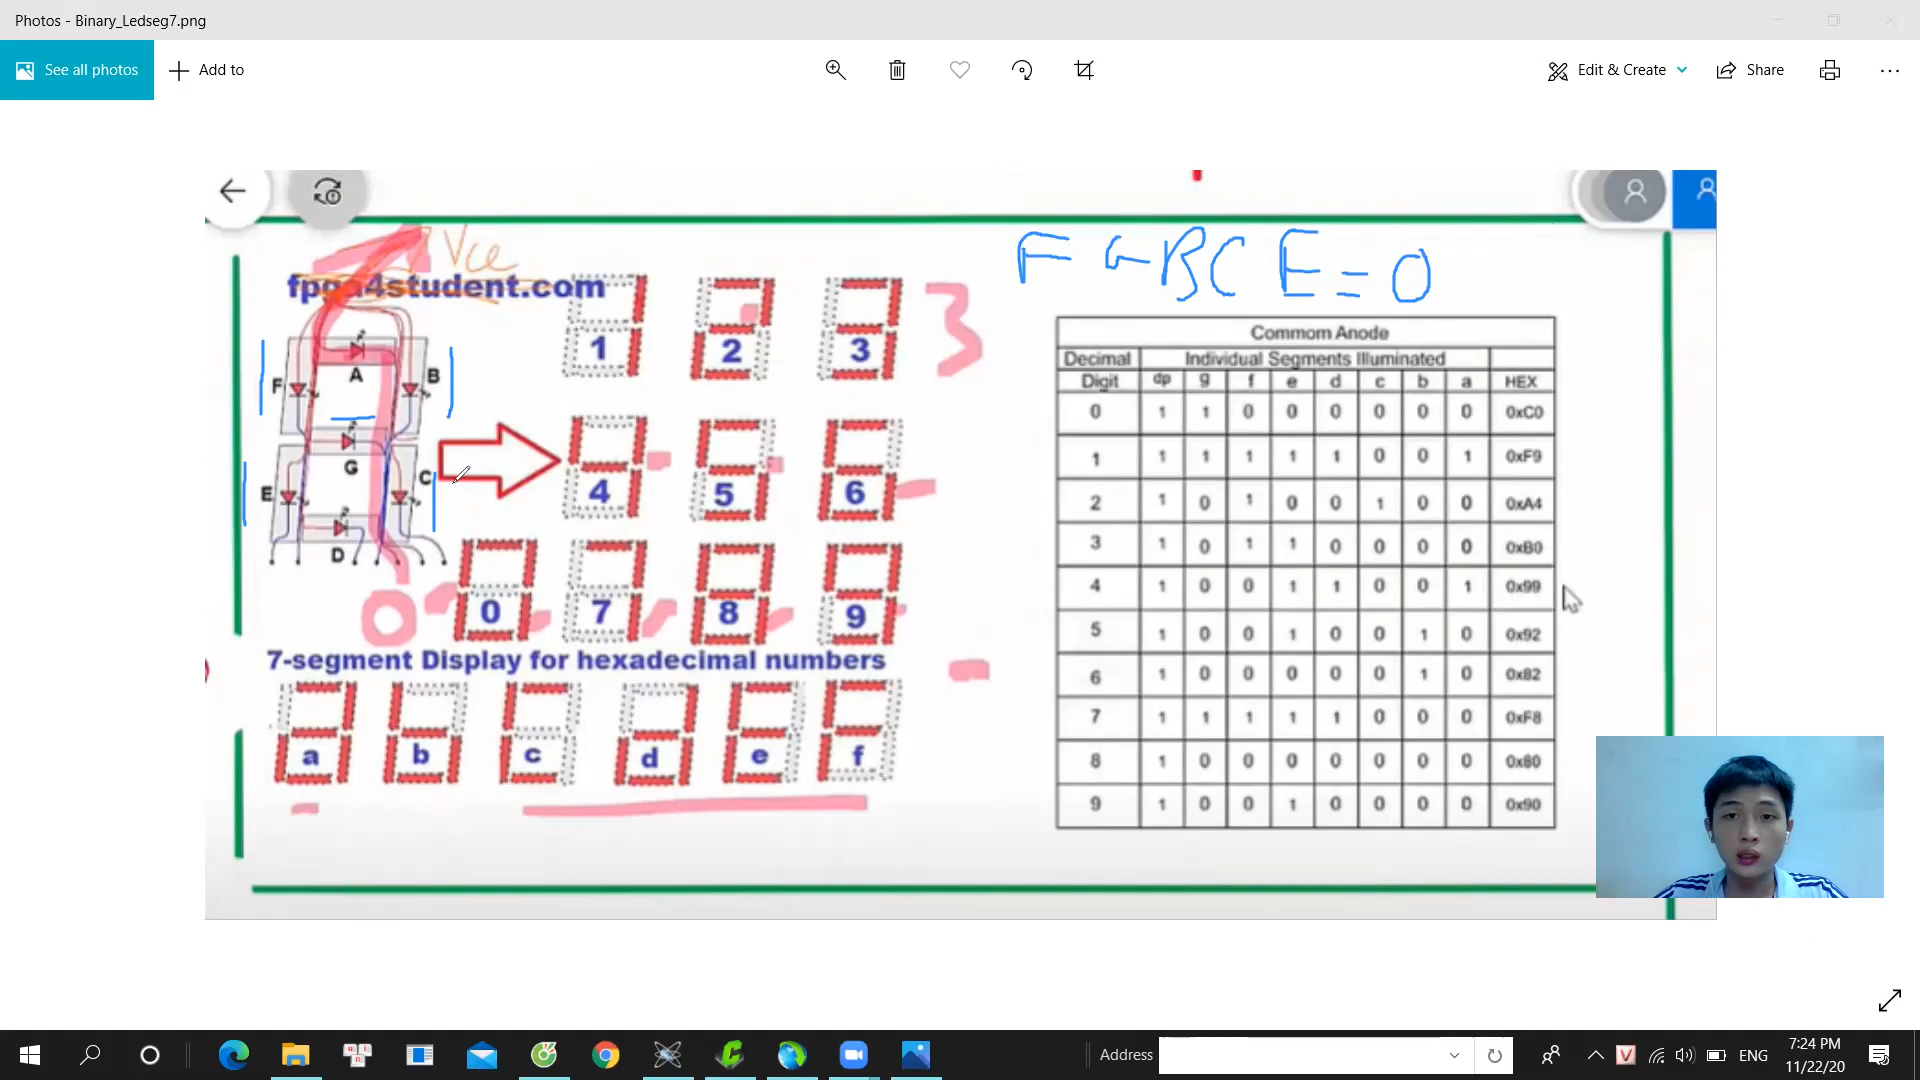 Photos - Binary_Ledseg7.png
See all photos
Add to
Edit & Create
Share
Vcc
F G B C E = 0
fpga4student.com
1 2 3 3
A
F B
G
E C
D
4 5 6
0 0 7 8 9
7-segment Display for hexadecimal numbers
a b c d e f
Commom Anode
Decimal Individual Segments Illuminated
Digit dp g f e d c b a HEX
0 1 1 0 0 0 0 0 0 0xC0
1 1 1 1 1 1 0 0 1 0xF9
2 1 0 1 0 0 1 0 0 0xA4
3 1 0 1 1 0 0 0 0 0xB0
4 1 0 0 1 1 0 0 1 0x99
5 1 0 0 1 0 0 1 0 0x92
6 1 0 0 0 0 0 1 0 0x82
7 1 1 1 1 1 0 0 0 0xF8
8 1 0 0 0 0 0 0 0 0x80
9 1 0 0 1 0 0 0 0 0x90
Address
ENG
7:24 PM
11/22/20